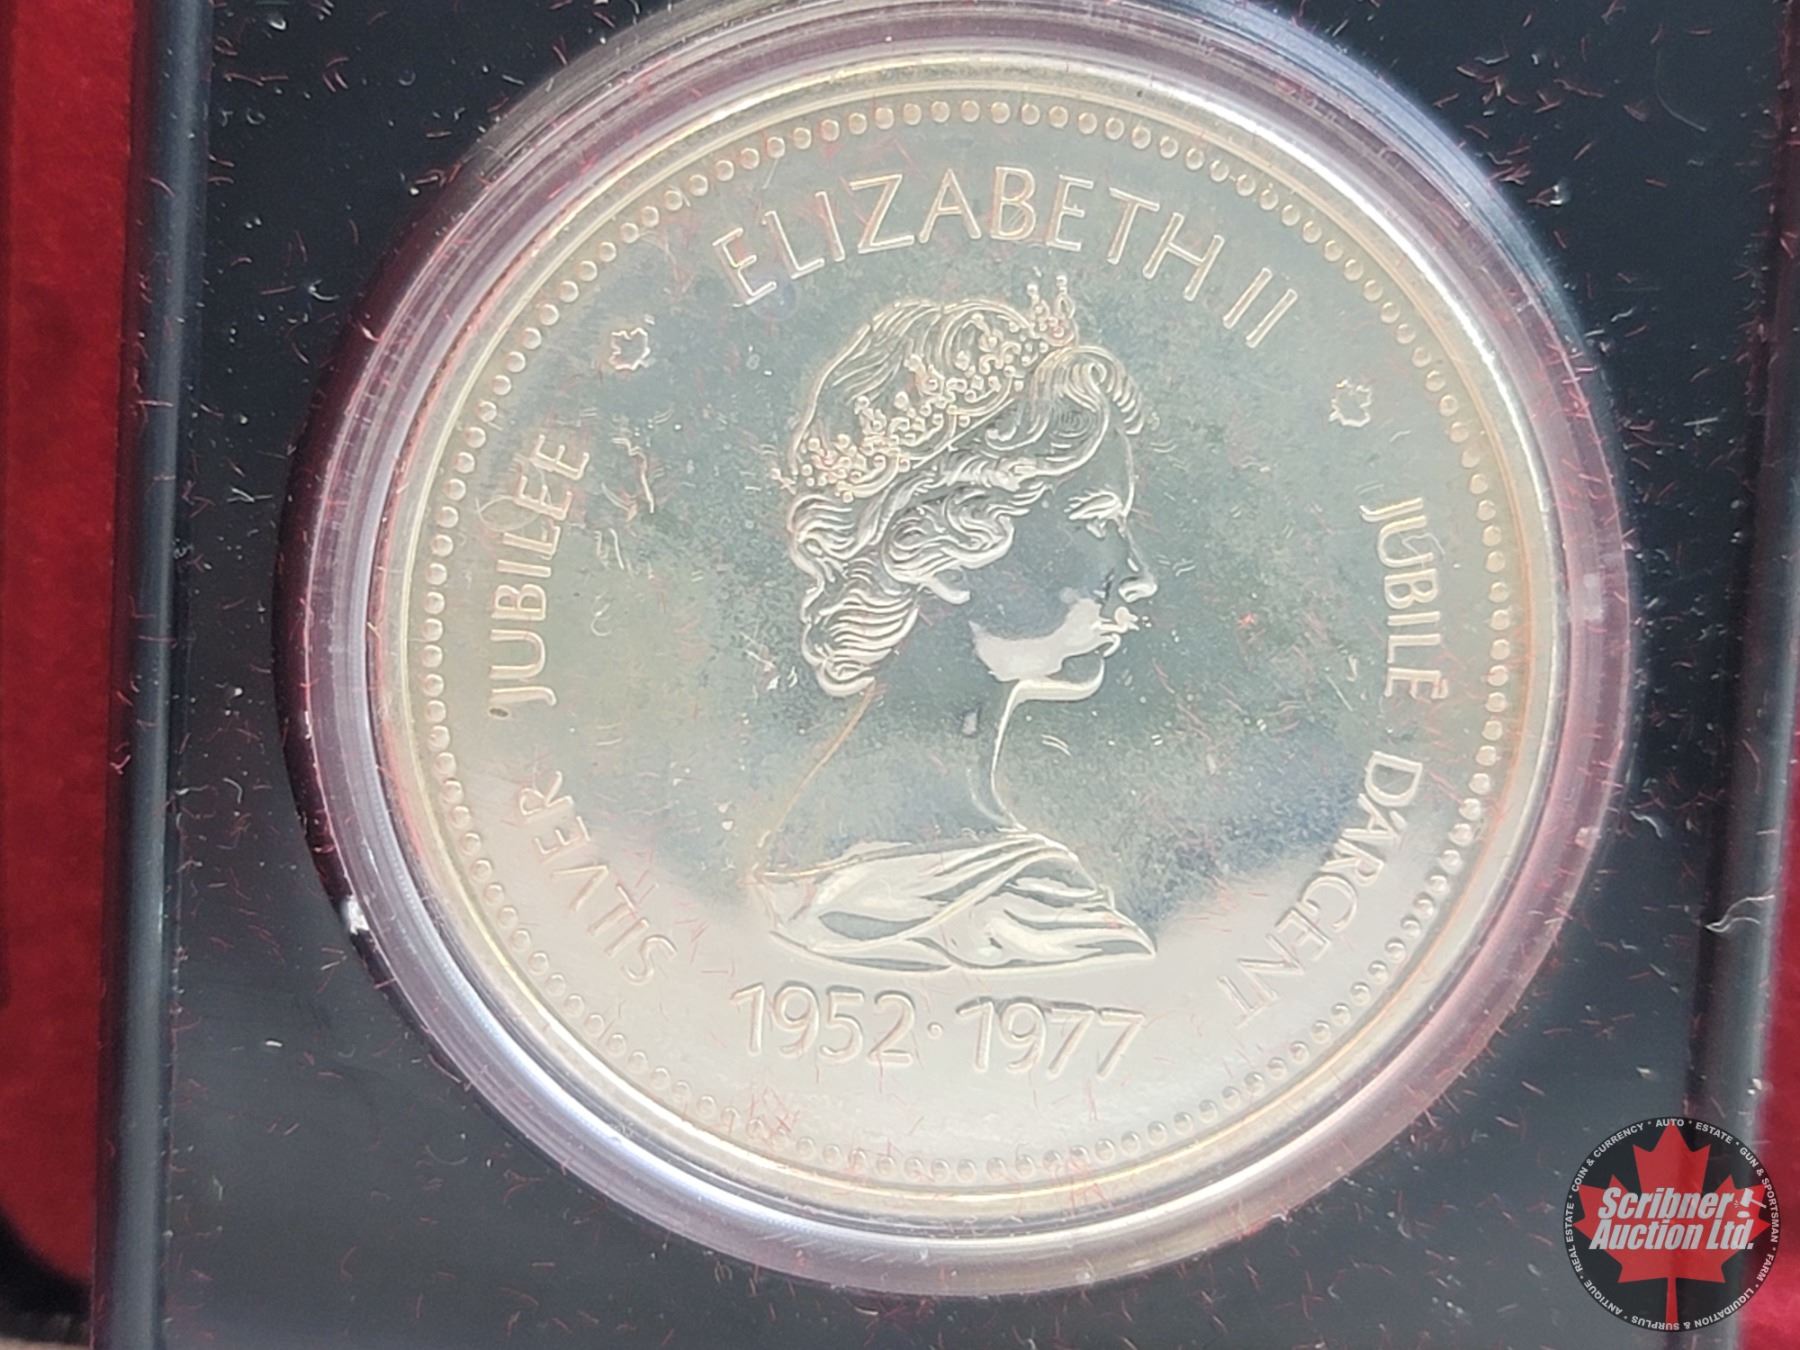 ELIZABETH II
SILVER JUBILEE
JUBILE D'ARGENT
1952·1977
Scribner
Auction Ltd.
REAL ESTATE • COIN & CURRENCY • AUTO • ESTATE • GUN & SPORTSMAN • FARM • LIQUIDATION & SURPLUS • ANTIQUE •